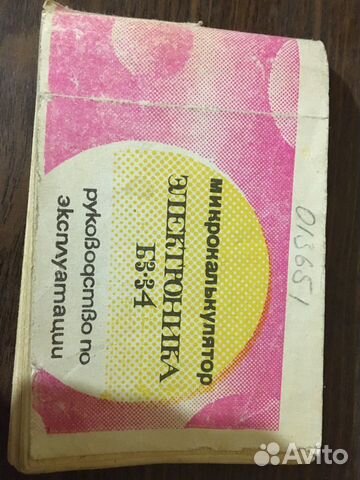 микрокалькулятор
ЭЛЕКТРОНИКА
Б3-34
руководство по
эксплуатации
013651
Avito